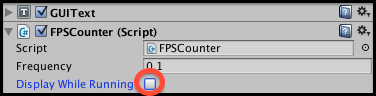 GUIText
FPSCounter (Script)
Script FPSCounter
Frequency 0.1
Display While Running